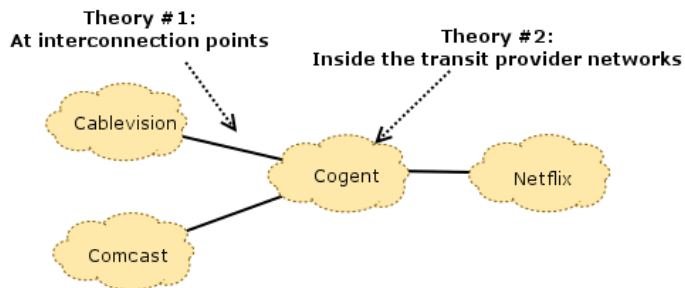 Theory #1:
At interconnection points
Theory #2:
Inside the transit provider networks
Cablevision
Cogent
Netflix
Comcast